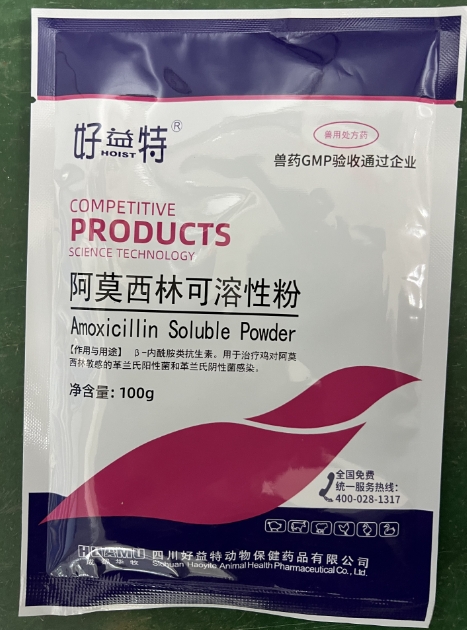 好益特®
HOIST
兽用处方药
兽药GMP验收通过企业
COMPETITIVE
PRODUCTS
SCIENCE TECHNOLOGY
阿莫西林可溶性粉
Amoxicillin Soluble Powder
【作用与用途】 β-内酰胺类抗生素。用于治疗鸡对阿莫
西林敏感的革兰氏阳性菌和革兰氏阴性菌感染。
净含量：100g
全国免费
统一服务热线：
400-028-1317
四川好益特动物保健药品有限公司
Sichuan Haoyite Animal Health Pharmaceutical Co., Ltd.